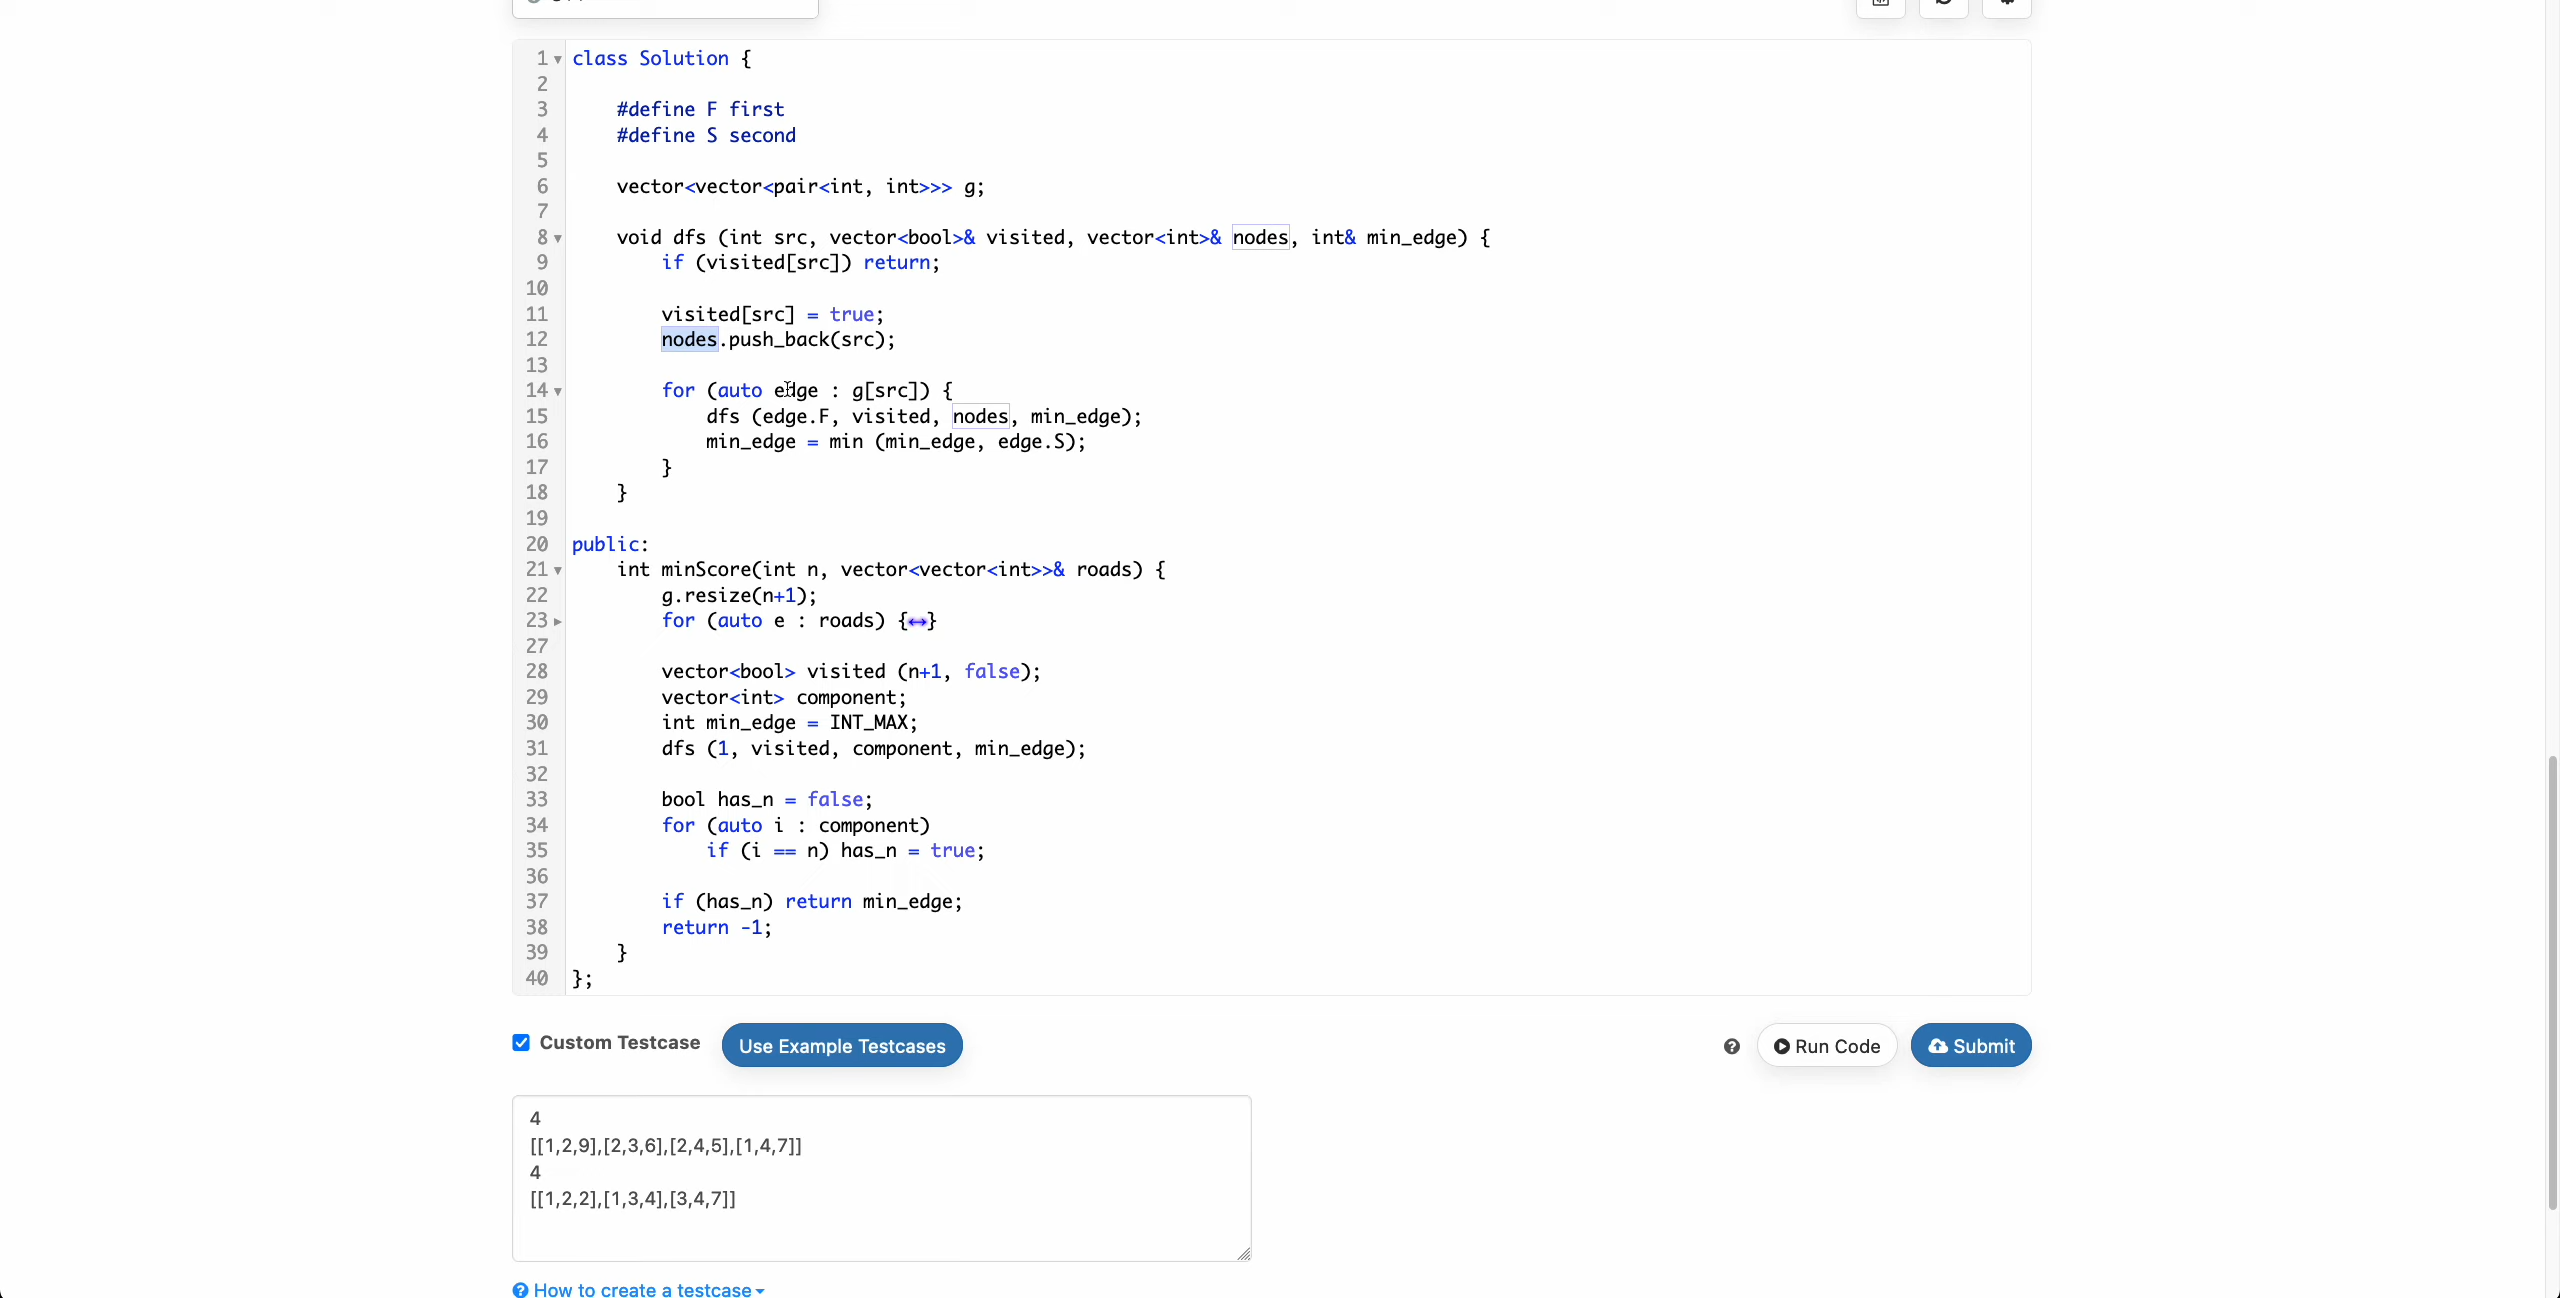 1 class Solution {
2
3 #define F first
4 #define S second
5
6 vector<vector<pair<int, int>>> g;
7
8 void dfs (int src, vector<bool>& visited, vector<int>& nodes, int& min_edge) {
9 if (visited[src]) return;
10
11 visited[src] = true;
12 nodes.push_back(src);
13
14 for (auto edge : g[src]) {
15 dfs (edge.F, visited, nodes, min_edge);
16 min_edge = min (min_edge, edge.S);
17 }
18 }
19
20 public:
21 int minScore(int n, vector<vector<int>>& roads) {
22 g.resize(n+1);
23 for (auto e : roads) {↔}
27
28 vector<bool> visited (n+1, false);
29 vector<int> component;
30 int min_edge = INT_MAX;
31 dfs (1, visited, component, min_edge);
32
33 bool has_n = false;
34 for (auto i : component)
35 if (i == n) has_n = true;
36
37 if (has_n) return min_edge;
38 return -1;
39 }
40 };
Custom Testcase Use Example Testcases Run Code Submit
4
[[1,2,9],[2,3,6],[2,4,5],[1,4,7]]
4
[[1,2,2],[1,3,4],[3,4,7]]
How to create a testcase